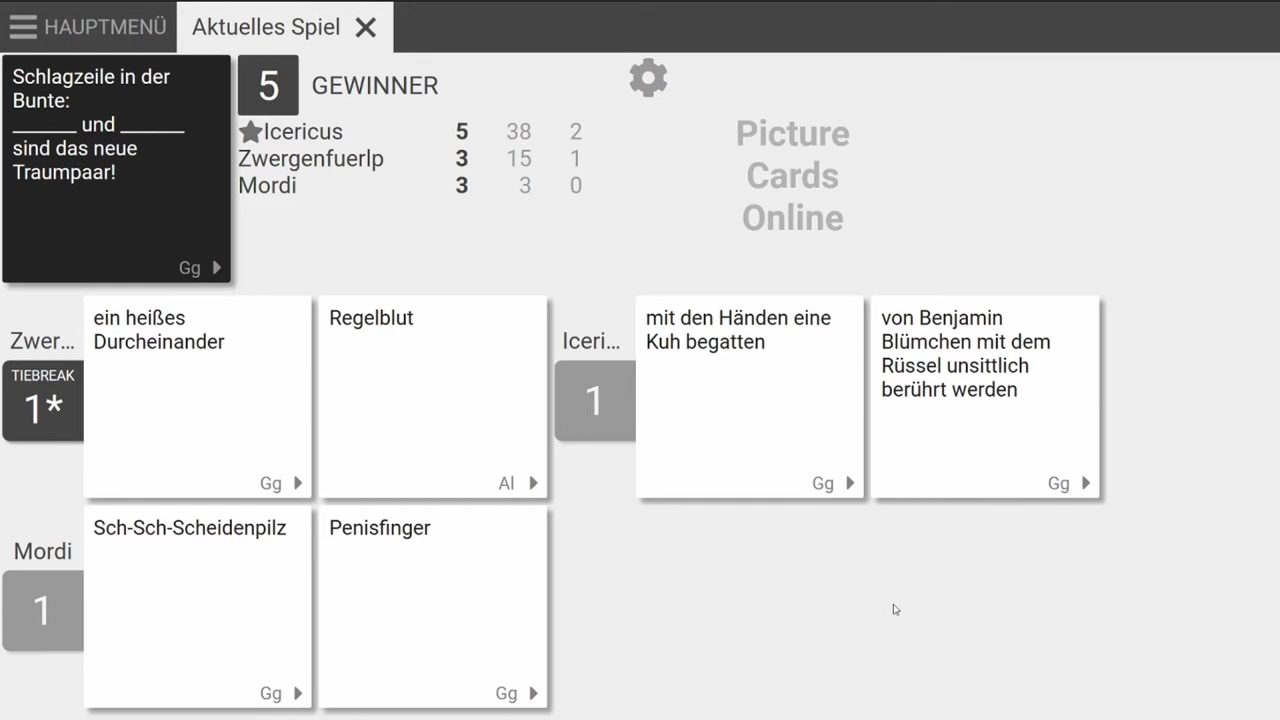 HAUPTMENÜ
Aktuelles Spiel
Schlagzeile in der
Bunte:
______ und ______
sind das neue
Traumpaar!
Gg
5 GEWINNER
Icericus 5 38 2
Zwergenfuerlp 3 15 1
Mordi 3 3 0
Picture
Cards
Online
Zwer...
TIEBREAK
1*
ein heißes
Durcheinander
Gg
Regelblut
Al
Iceri...
1
mit den Händen eine
Kuh begatten
Gg
von Benjamin
Blümchen mit dem
Rüssel unsittlich
berührt werden
Gg
Mordi
1
Sch-Sch-Scheidenpilz
Gg
Penisfinger
Gg